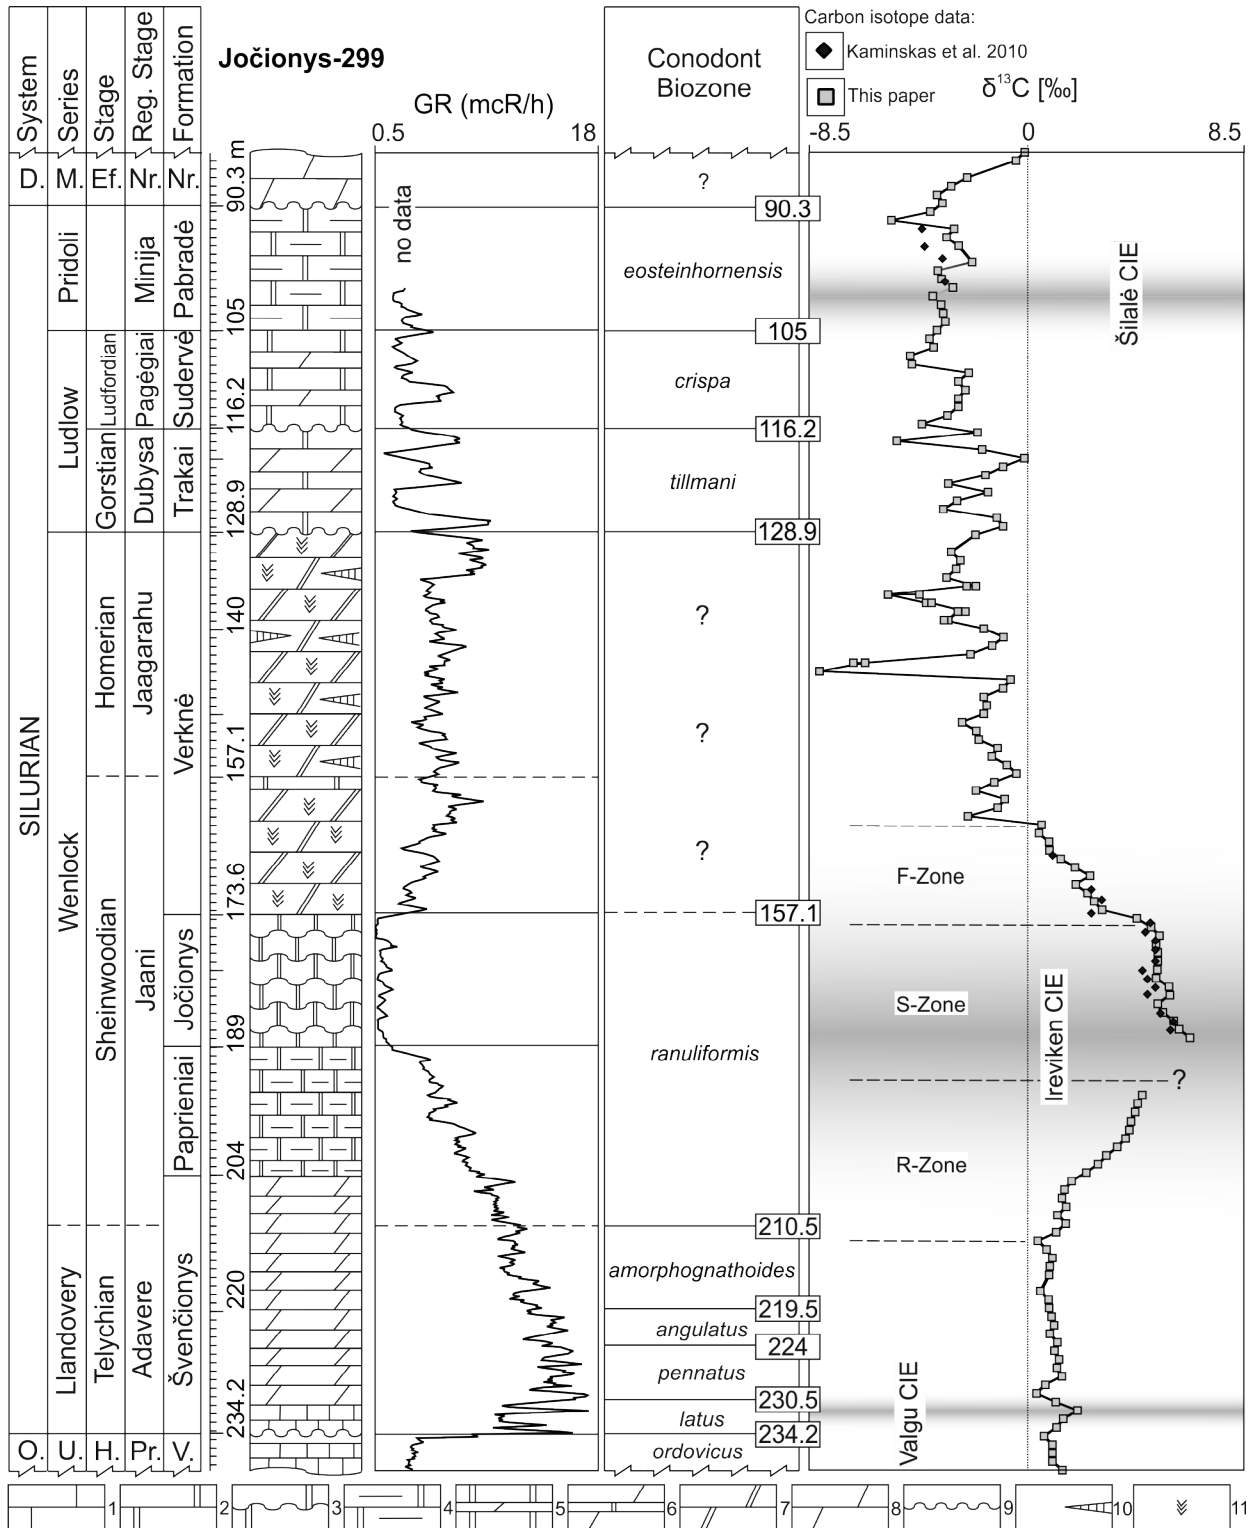 System
Series
Stage
Reg. Stage
Formation
Jočionys-299
GR (mcR/h)
0.5
18
Conodont
Biozone
Carbon isotope data:
Kaminskas et al. 2010
This paper
δ¹³C [‰]
-8.5
0
8.5
D.
M.
Ef.
Nr.
Nr.
90.3 m
no data
?
90.3
SILURIAN
Pridoli
Minija
Pabradė
105
eosteinhornensis
105
Šilalė CIE
Ludlow
Ludfordian
Pagėgiai
Sudervė
116.2
crispa
116.2
Gorstian
Dubysa
Trakai
128.9
tillmani
128.9
Wenlock
Homerian
Jaagarahu
Verknė
140
157.1
?
?
?
Sheinwoodian
Jaani
173.6
157.1
F-Zone
Jočionys
189
ranuliformis
S-Zone
Ireviken CIE
?
Paprieniai
204
R-Zone
210.5
Llandovery
Telychian
Adavere
Švenčionys
220
234.2
amorphognathoides
219.5
angulatus
224
pennatus
230.5
latus
234.2
Valgu CIE
O.
U.
H.
Pr.
V.
ordovicus
1
2
3
4
5
6
7
8
9
10
11